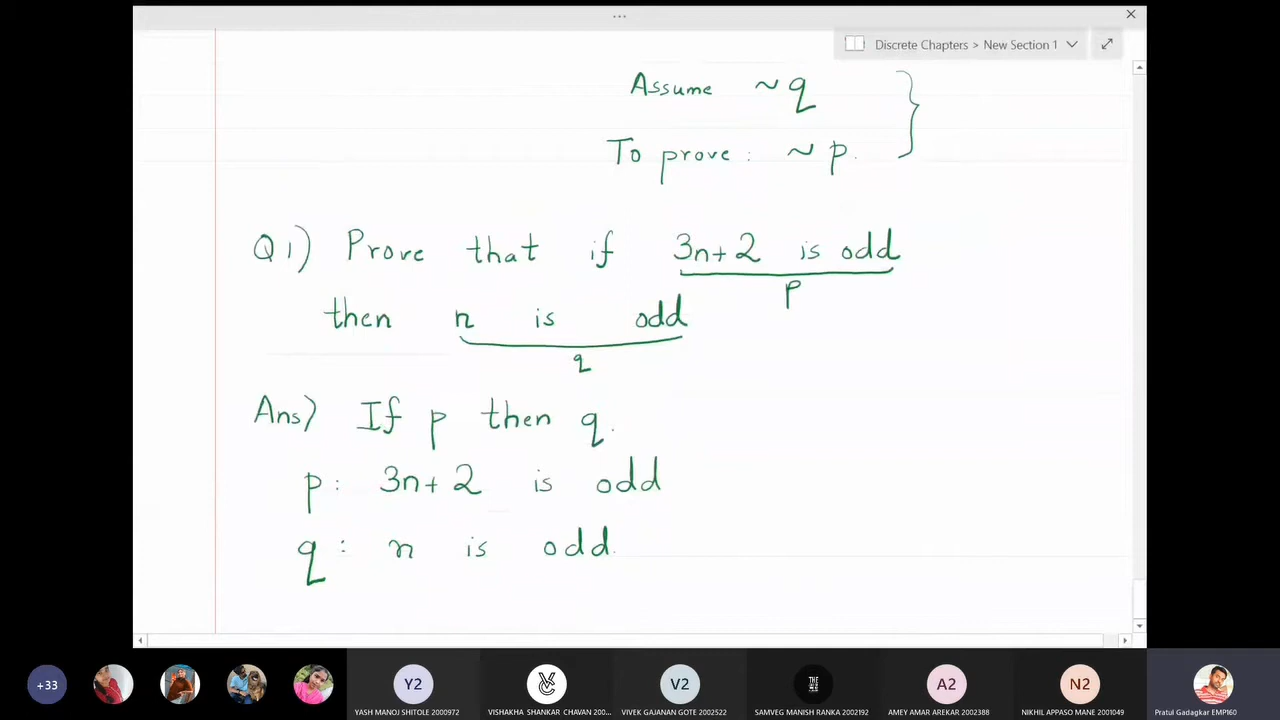 Discrete Chapters > New Section 1
Assume ~q
To prove: ~p.
Q1) Prove that if 3n+2 is odd
p
then n is odd
q
Ans) If p then q.
p: 3n+2 is odd
q: n is odd.
+33
Y2
V2
A2
N2
YASH MANOJ SHITOLE 2000972
VISHAKHA SHANKAR CHAVAN 200...
VIVEK GAJANAN GOTE 2002522
SAMVEG MANISH RANKA 2002192
AMEY AMAR AREKAR 2002388
NIKHIL APPASO MANE 2001049
Pratul Gadagkar EMP160